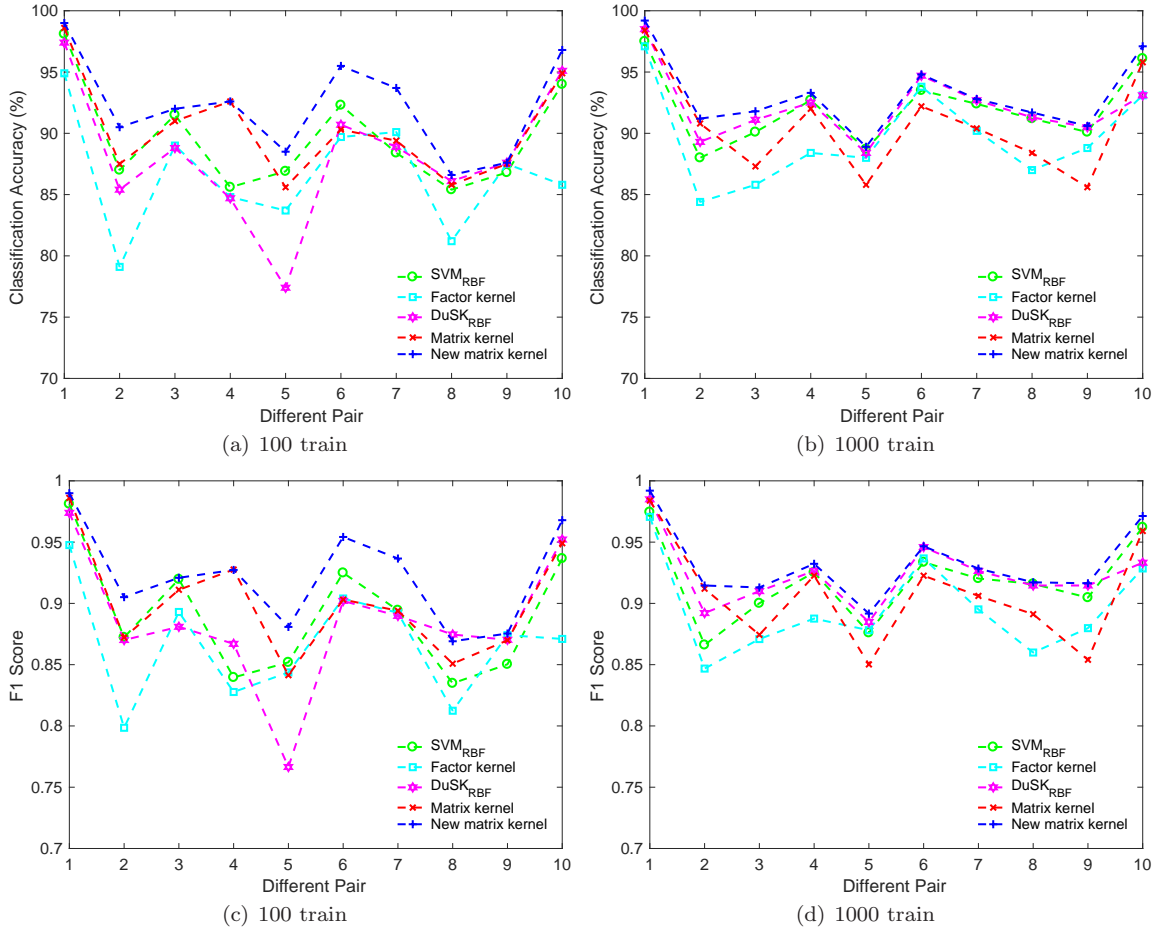 100
95
90
85
80
75
70
Classification Accuracy (%)
SVM_RBF
Factor kernel
DuSK_RBF
Matrix kernel
New matrix kernel
1 2 3 4 5 6 7 8 9 10
Different Pair
(a) 100 train
100
95
90
85
80
75
70
Classification Accuracy (%)
SVM_RBF
Factor kernel
DuSK_RBF
Matrix kernel
New matrix kernel
1 2 3 4 5 6 7 8 9 10
Different Pair
(b) 1000 train
1
0.95
0.9
0.85
0.8
0.75
0.7
F1 Score
SVM_RBF
Factor kernel
DuSK_RBF
Matrix kernel
New matrix kernel
1 2 3 4 5 6 7 8 9 10
Different Pair
(c) 100 train
1
0.95
0.9
0.85
0.8
0.75
0.7
F1 Score
SVM_RBF
Factor kernel
DuSK_RBF
Matrix kernel
New matrix kernel
1 2 3 4 5 6 7 8 9 10
Different Pair
(d) 1000 train